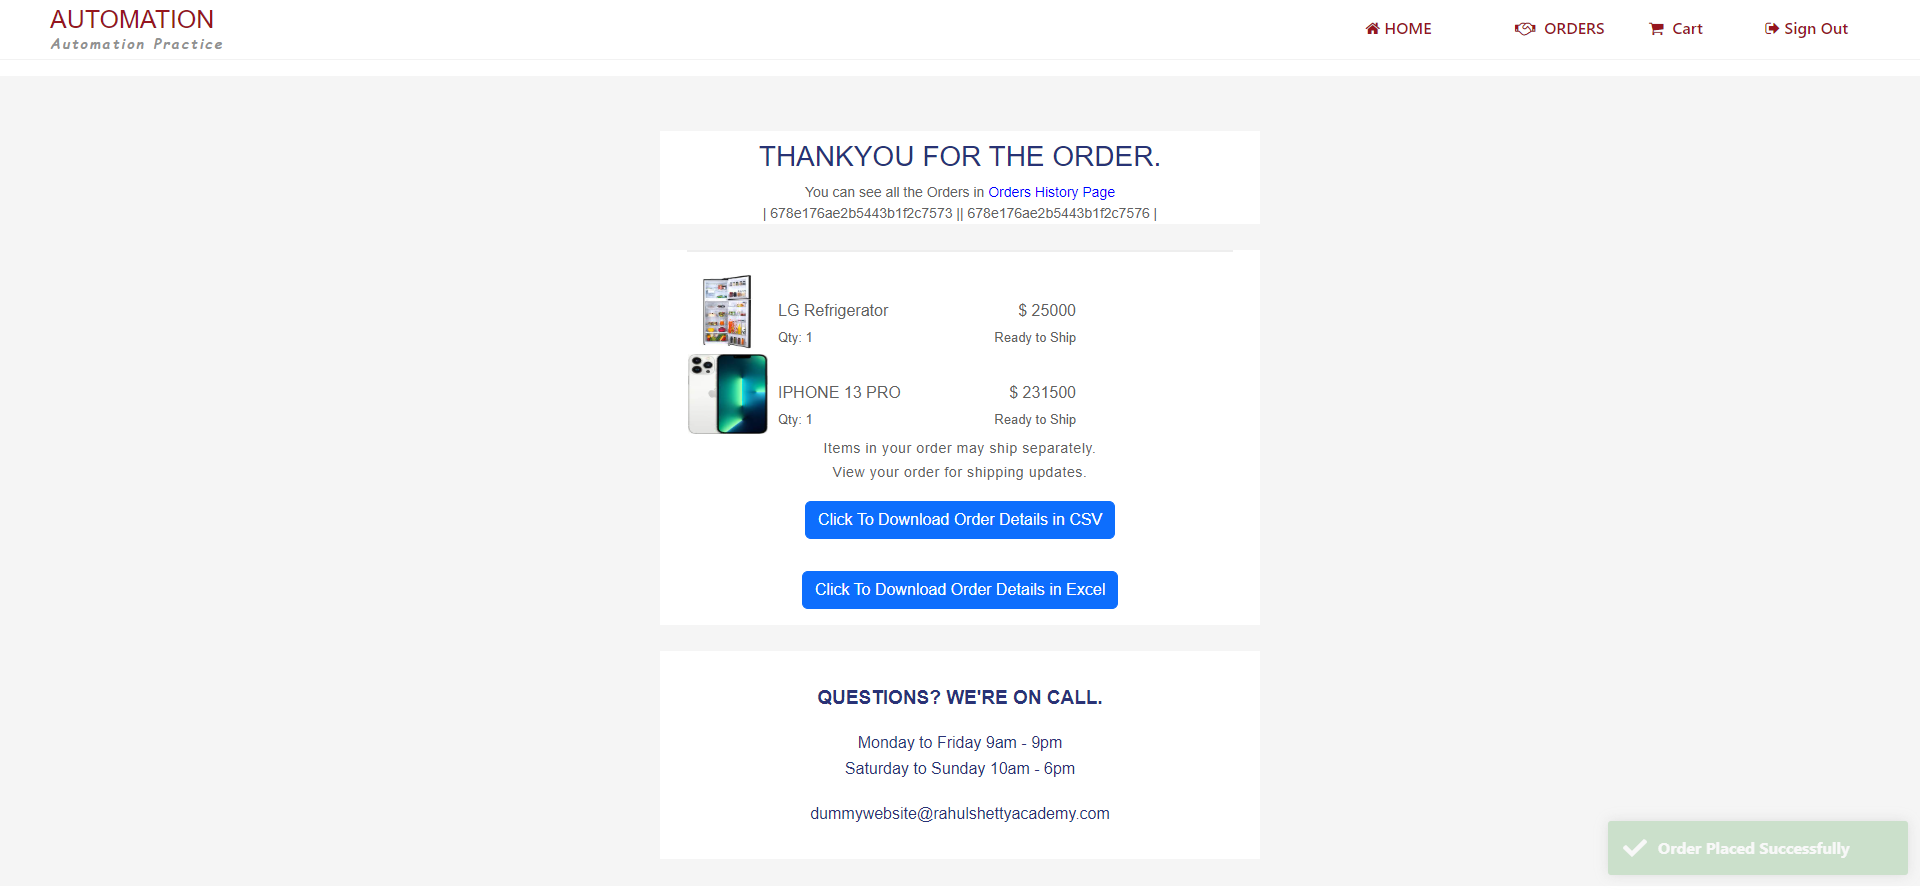 AUTOMATION
Automation Practice
HOME
ORDERS
Cart
Sign Out
THANKYOU FOR THE ORDER.
You can see all the Orders in Orders History Page
| 678e176ae2b5443b1f2c7573 || 678e176ae2b5443b1f2c7576 |
LG Refrigerator $ 25000
Qty: 1 Ready to Ship
IPHONE 13 PRO $ 231500
Qty: 1 Ready to Ship
Items in your order may ship separately.
View your order for shipping updates.
Click To Download Order Details in CSV
Click To Download Order Details in Excel
QUESTIONS? WE'RE ON CALL.
Monday to Friday 9am - 9pm
Saturday to Sunday 10am - 6pm
dummywebsite@rahulshettyacademy.com
Order Placed Successfully